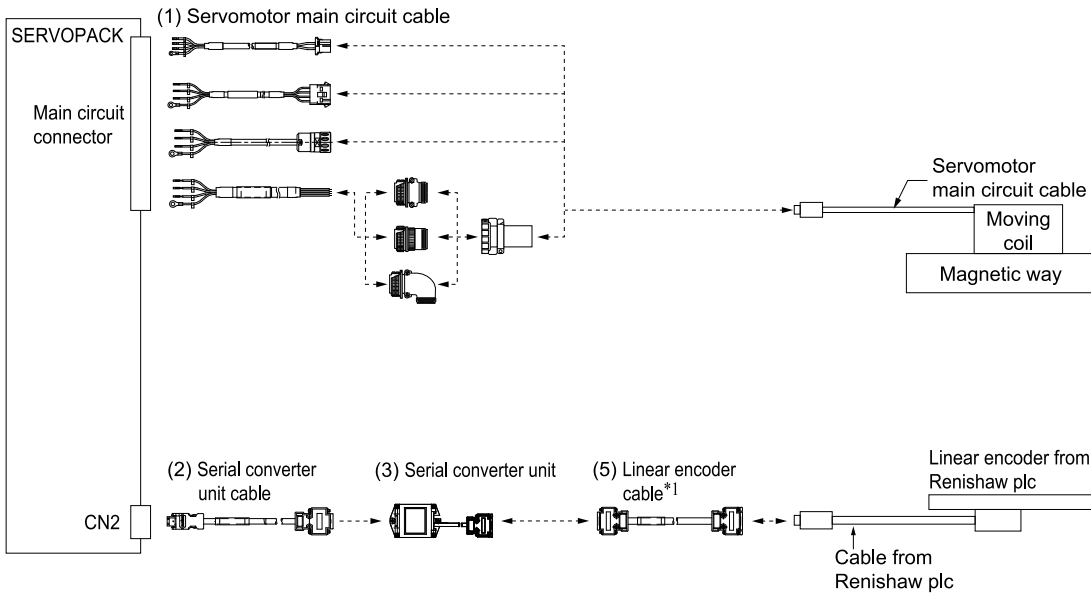 (1) Servomotor main circuit cable
SERVOPACK
Main circuit
connector
Servomotor
main circuit cable
Moving
coil
Magnetic way
(2) Serial converter
unit cable
(3) Serial converter unit
(5) Linear encoder
cable*1
Linear encoder from
Renishaw plc
CN2
Cable from
Renishaw plc